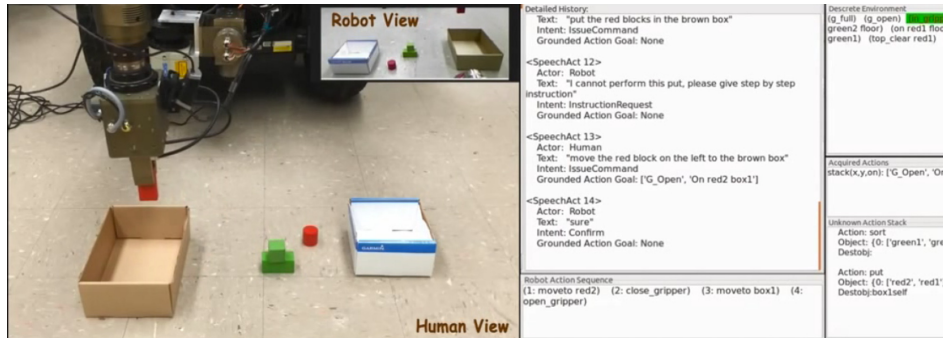 Robot View
Human View
Detailed History:
Text: "put the red blocks in the brown box"
Intent: IssueCommand
Grounded Action Goal: None
<SpeechAct 12>
Actor: Robot
Text: "I cannot perform this put, please give step by step
instruction"
Intent: InstructionRequest
Grounded Action Goal: None
<SpeechAct 13>
Actor: Human
Text: "move the red block on the left to the brown box"
Intent: IssueCommand
Grounded Action Goal: ['G_Open', 'On red2 box1']
<SpeechAct 14>
Actor: Robot
Text: "sure"
Intent: Confirm
Grounded Action Goal: None
Robot Action Sequence
(1: moveto red2) (2: close_gripper) (3: moveto box1) (4:
open_gripper)
Descrete Environment
(g_full) (g_open)
green2 floor) (on red1
green1) (top_clear red1)
Acquired Actions
stack(x,y,on): ['G_Open',
Unknown Action Stack
Action: sort
Object: {0: ['green1',
Destobj:
Action: put
Object: {0: ['red2', 'red1'
Destobj:box1self